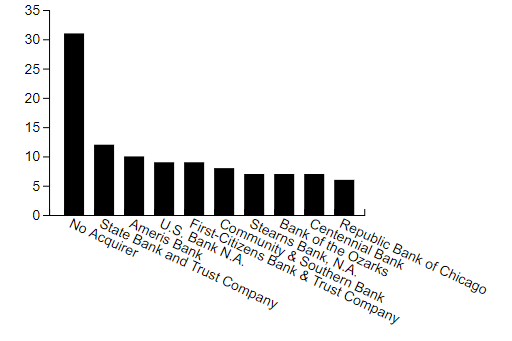 35
30
25
20
15
10
5
0
No Acquirer
State Bank and Trust Company
Ameris Bank
U.S. Bank N.A.
First-Citizens Bank & Trust Company
Community & Southern Bank
Stearns Bank, N.A.
Bank of the Ozarks
Centennial Bank
Republic Bank of Chicago